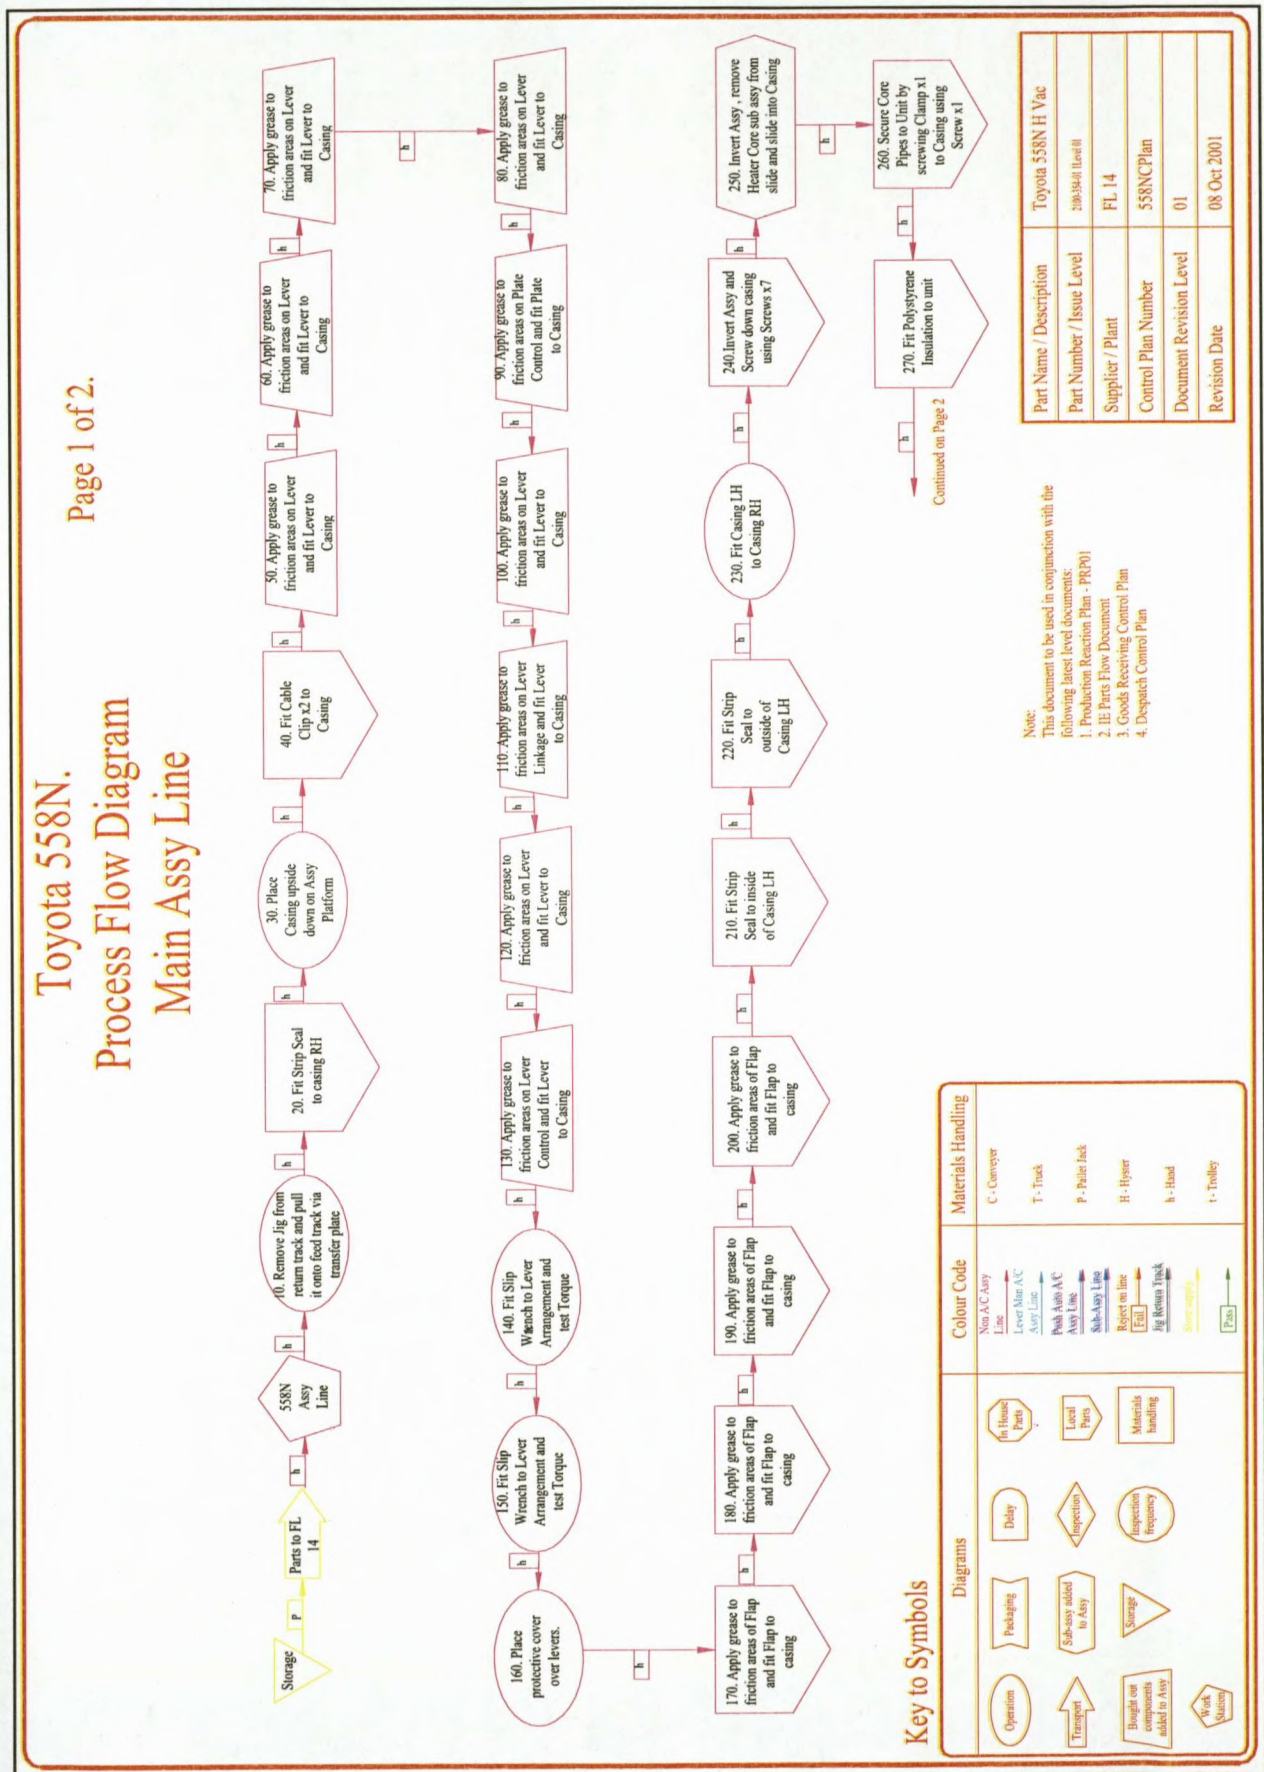 Toyota 558N.
Process Flow Diagram
Main Assy Line
Page 1 of 2.
Storage
P
Parts to FL
14
h
558N
Assy
Line
h
10. Remove Jig from
return track and pull
it onto feed track via
transfer plate
h
20. Fit Strip Seal
to casing RH
h
30. Place
Casing upside
down on Assy
Platform
h
40. Fit Cable
Clip x2 to
Casing
h
50. Apply grease to
friction areas on Lever
and fit Lever to
Casing
h
60. Apply grease to
friction areas on Lever
and fit Lever to
Casing
h
70. Apply grease to
friction areas on Lever
and fit Lever to
Casing
h
80. Apply grease to
friction areas on Lever
and fit Lever to
Casing
h
90. Apply grease to
friction areas on Plate
Control and fit Plate
to Casing
h
100. Apply grease to
friction areas on Lever
and fit Lever to
Casing
h
110. Apply grease to
friction areas on Lever
Linkage and fit Lever
to Casing
h
120. Apply grease to
friction areas on Lever
and fit Lever to
Casing
h
130. Apply grease to
friction areas on Lever
Control and fit Lever
to Casing
h
140. Fit Slip
Wrench to Lever
Arrangement and
test Torque
h
150. Fit Slip
Wrench to Lever
Arrangement and
test Torque
h
160. Place
protective cover
over levers.
h
170. Apply grease to
friction areas of Flap
and fit Flap to
casing
h
180. Apply grease to
friction areas of Flap
and fit Flap to
casing
h
190. Apply grease to
friction areas of Flap
and fit Flap to
casing
h
200. Apply grease to
friction areas of Flap
and fit Flap to
casing
h
210. Fit Strip
Seal to inside
of Casing LH
h
220. Fit Strip
Seal to
outside of
Casing LH
h
230. Fit Casing LH
to Casing RH
h
240.Invert Assy and
Screw down casing
using Screws x7
h
250. Invert Assy , remove
Heater Core sub assy from
slide and slide into Casing
h
260. Secure Core
Pipes to Unit by
screwing Clamp x1
to Casing using
Screw x1
h
270. Fit Polystyrene
Insulation to unit
h
Continued on Page 2
Key to Symbols
Diagrams
Colour Code
Materials Handling
Operation
Packaging
Delay
In House
Parts
Transport
Sub-assy added
to Assy
Inspection
Local
Parts
Bought out
components
added to Assy
Storage
Inspection
frequency
Materials
handling
Work
Station
Non A/C Assy
Line
Lever Man A/C
Assy Line
Push Auto A/C
Assy Line
Sub-Assy Line
Reject on line
Fail
Jig Return Track
Pass
C - Conveyer
T - Truck
P - Pallet Jack
H - Hyster
h - Hand
t - Trolley
Note:
This document to be used in conjunction with the
following latest level documents:
1. Production Reaction Plan - PRP01
2. IE Parts Flow Document
3. Goods Receiving Control Plan
4. Despatch Control Plan
Part Name / Description Toyota 558N H Vac
Part Number / Issue Level 2100-354-01 (Level 01
Supplier / Plant FL 14
Control Plan Number 558NCPlan
Document Revision Level 01
Revision Date 08 Oct 2001